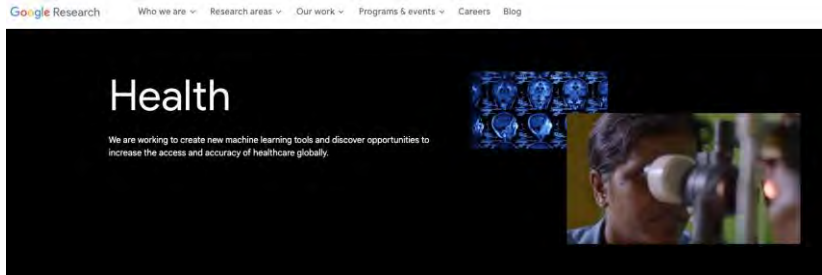 Google Research Who we are Research areas Our work Programs & events Careers Blog
Health
We are working to create new machine learning tools and discover opportunities to
increase the access and accuracy of healthcare globally.